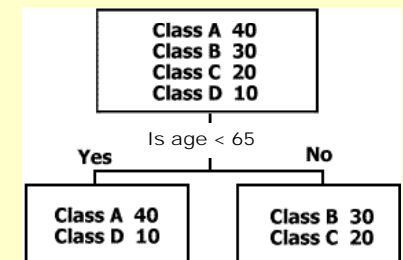 Class A 40
Class B 30
Class C 20
Class D 10
Is age < 65
Yes
No
Class A 40
Class D 10
Class B 30
Class C 20